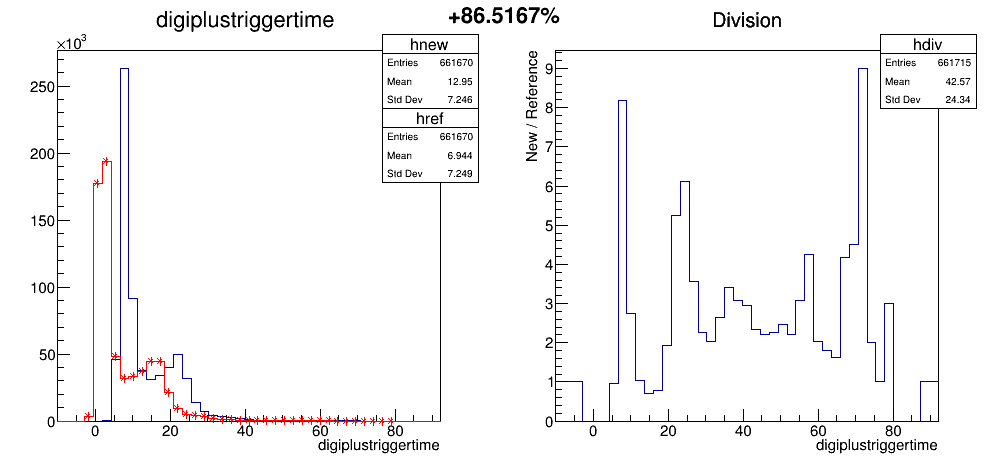 digiplustriggertime
+86.5167%
Division
×10³
hnew
Entries 661670
Mean 12.95
Std Dev 7.246
href
Entries 661670
Mean 6.944
Std Dev 7.249
250
200
150
100
50
0
0 20 40 60 80
digiplustriggertime
hdiv
Entries 661715
Mean 42.57
Std Dev 24.34
New / Reference
9
8
7
6
5
4
3
2
1
0
0 20 40 60 80
digiplustriggertime